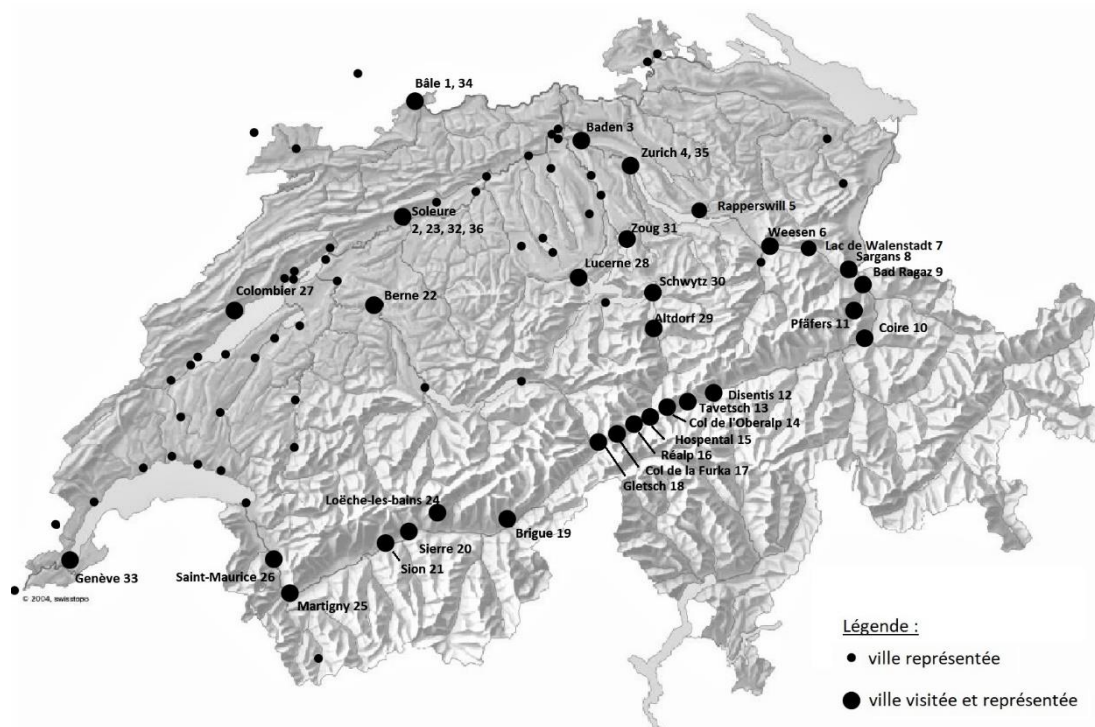 Bâle 1, 34
Baden 3
Zurich 4, 35
Rapperswill 5
Soleure
2, 23, 32, 36
Zoug 31
Weesen 6
Lac de Walenstadt 7
Sargans 8
Lucerne 28
Bad Ragaz 9
Colombier 27
Berne 22
Schwytz 30
Pfäfers 11
Altdorf 29
Coire 10
Disentis 12
Tavetsch 13
Col de l'Oberalp 14
Hospental 15
Réalp 16
Col de la Furka 17
Gletsch 18
Loëche-les-bains 24
Brigue 19
Sierre 20
Sion 21
Saint-Maurice 26
Genève 33
© 2004, swisstopo
Martigny 25
Légende :
ville représentée
ville visitée et représentée